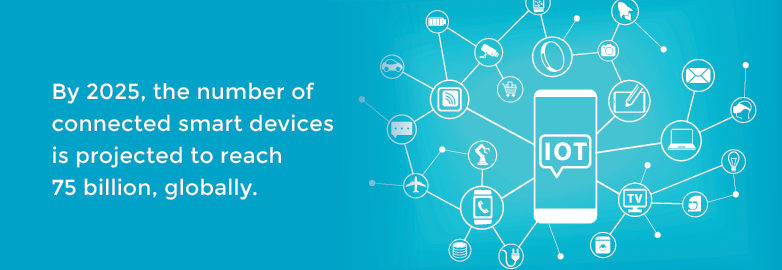 By 2025, the number of
connected smart devices
is projected to reach
75 billion, globally.
IOT
TV